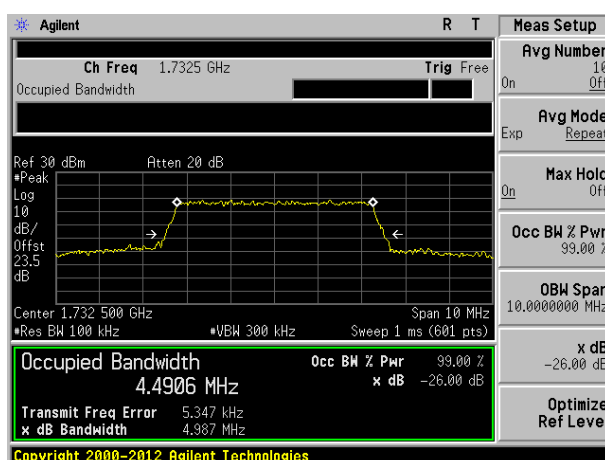 Agilent R T
Ch Freq 1.7325 GHz Trig Free
Occupied Bandwidth
Ref 30 dBm Atten 20 dB
#Peak
Log
10
dB/
Offst
23.5
dB
Center 1.732 500 GHz Span 10 MHz
#Res BW 100 kHz #VBW 300 kHz Sweep 1 ms (601 pts)
Occupied Bandwidth Occ BW % Pwr 99.00 %
4.4906 MHz x dB -26.00 dB
Transmit Freq Error 5.347 kHz
x dB Bandwidth 4.987 MHz
Copyright 2000-2012 Agilent Technologies
Meas Setup
Avg Number
10
On Off
Avg Mode
Exp Repeat
Max Hold
On Off
Occ BW % Pwr
99.00 %
OBW Span
10.0000000 MHz
x dB
-26.00 dB
Optimize
Ref Level